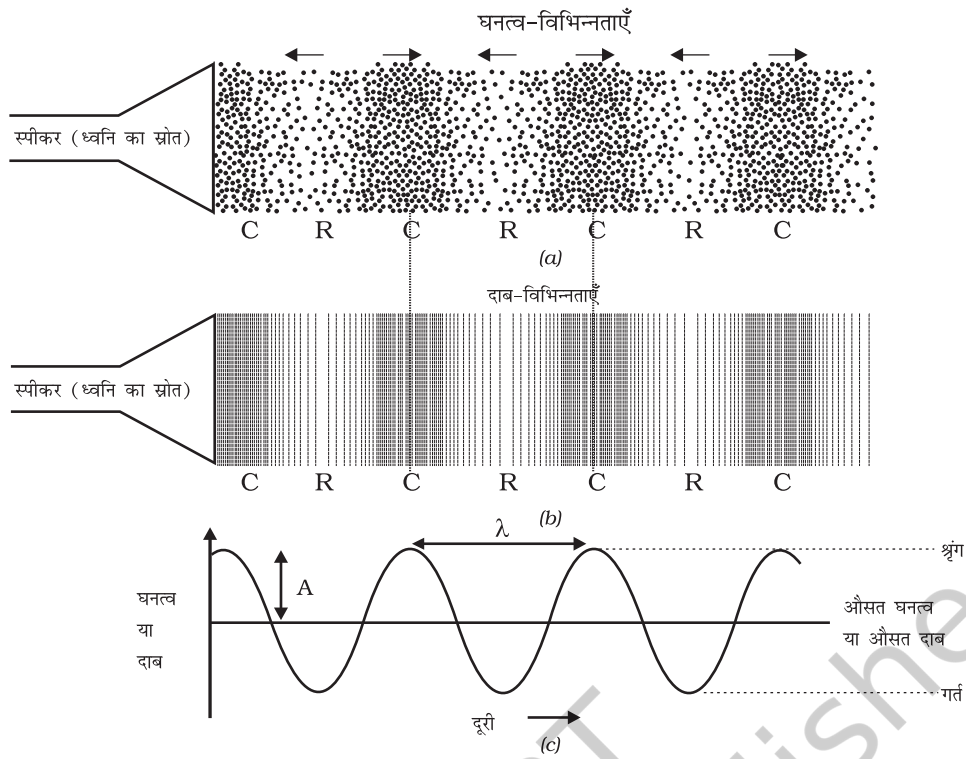 घनत्व-विभिन्नताएँ
स्पीकर (ध्वनि का स्रोत)
C R C R C R C
(a)
दाब-विभिन्नताएँ
स्पीकर (ध्वनि का स्रोत)
C R C R C R C
(b)
λ
श्रृंग
A
घनत्व
या
दाब
औसत घनत्व
या औसत दाब
गर्त
दूरी
(c)